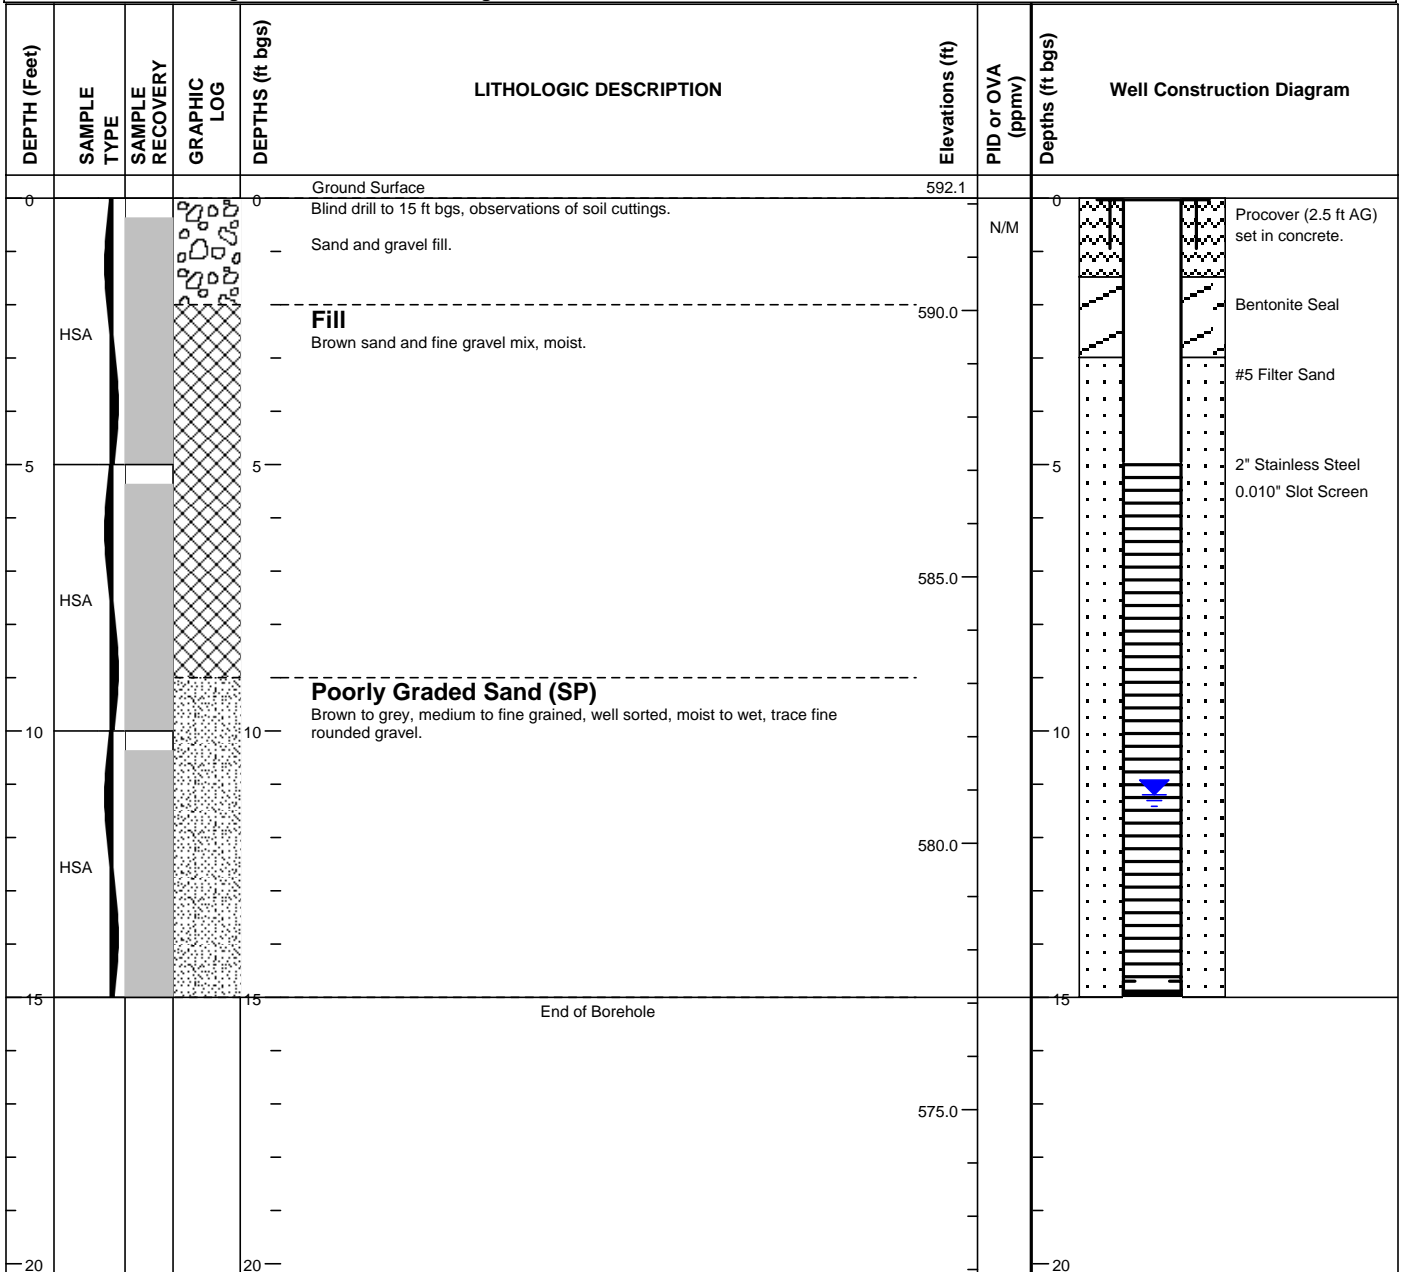 DEPTH (Feet)
SAMPLE
TYPE
SAMPLE
RECOVERY
GRAPHIC
LOG
DEPTHS (ft bgs)
LITHOLOGIC DESCRIPTION
Elevations (ft)
PID or OVA
(ppmv)
Depths (ft bgs)
Well Construction Diagram
Ground Surface
592.1
0
0
0
Blind drill to 15 ft bgs, observations of soil cuttings.
N/M
Procover (2.5 ft AG)
set in concrete.
Sand and gravel fill.
Bentonite Seal
590.0
Fill
HSA
Brown sand and fine gravel mix, moist.
#5 Filter Sand
5
5
5
2" Stainless Steel
0.010" Slot Screen
585.0
HSA
Poorly Graded Sand (SP)
Brown to grey, medium to fine grained, well sorted, moist to wet, trace fine
rounded gravel.
10
10
10
580.0
HSA
15
15
15
End of Borehole
575.0
20
20
20